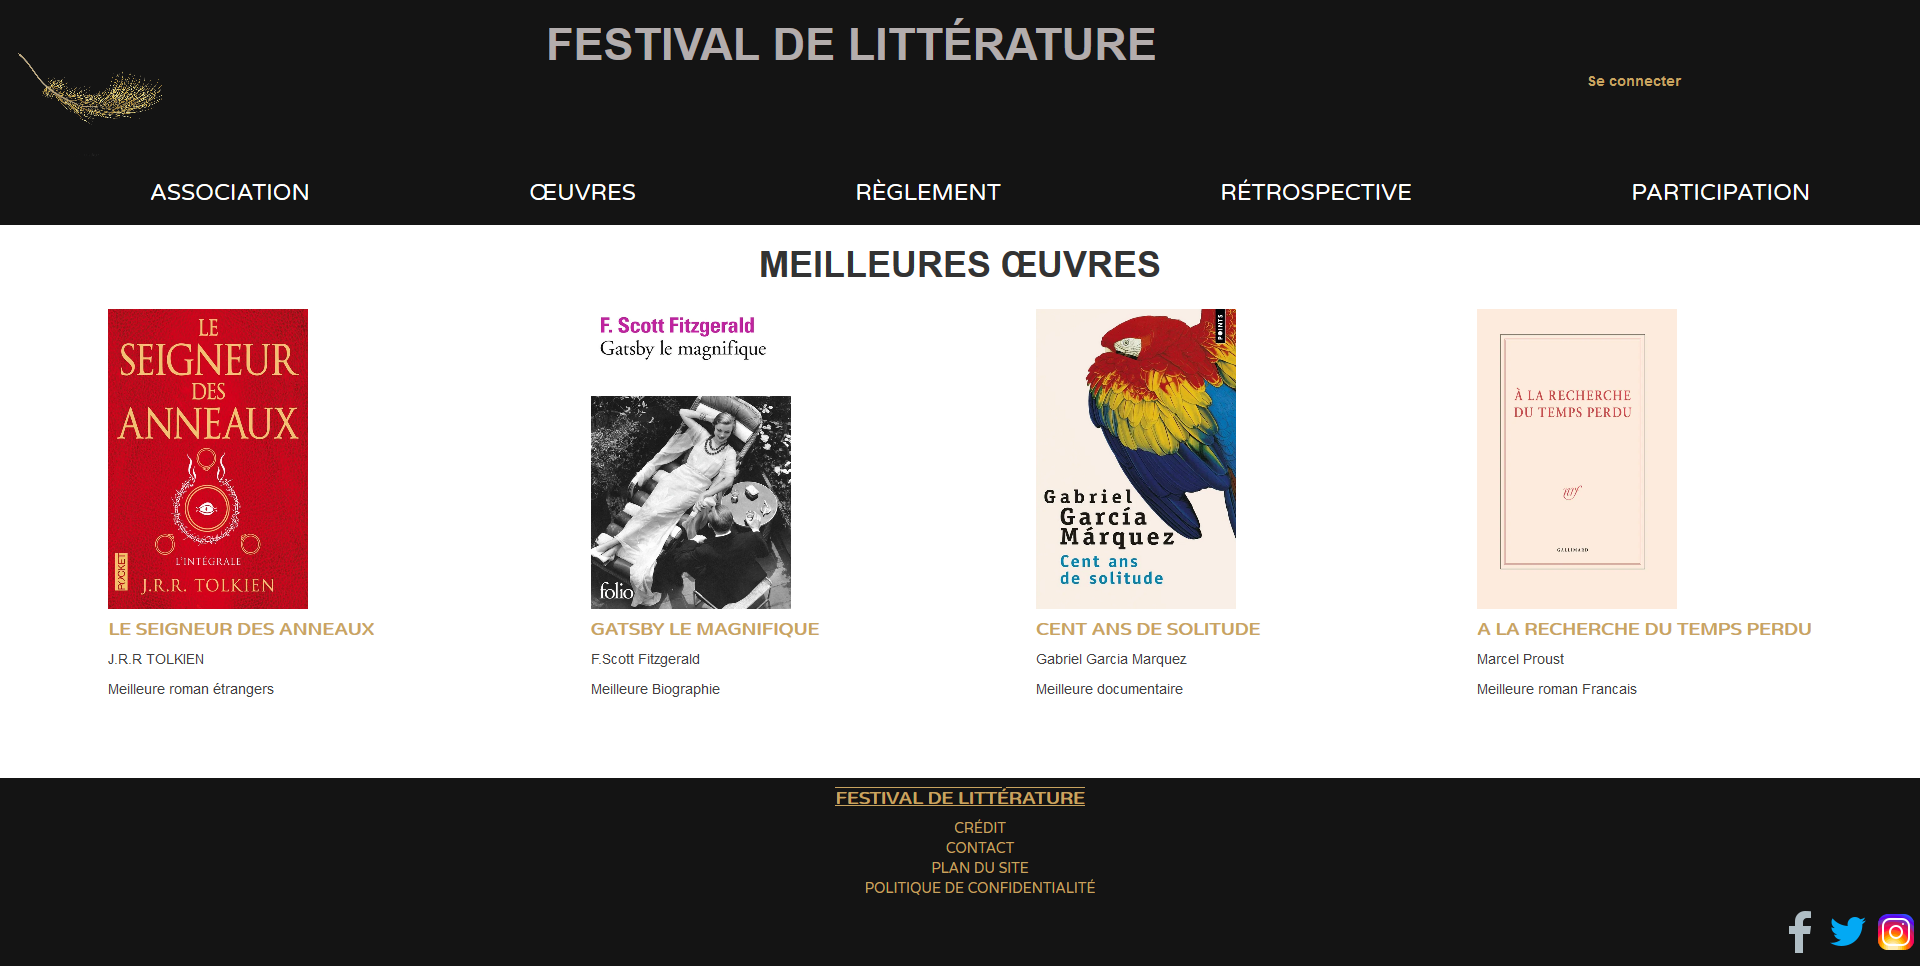 FESTIVAL DE LITTÉRATURE
Se connecter
ASSOCIATION
ŒUVRES
RÈGLEMENT
RÉTROSPECTIVE
PARTICIPATION
MEILLEURES ŒUVRES
LE
SEIGNEUR
DES
ANNEAUX
L'INTÉGRALE
POCKET
J.R.R. TOLKIEN
LE SEIGNEUR DES ANNEAUX
J.R.R TOLKIEN
Meilleure roman étrangers
F. Scott Fitzgerald
Gatsby le magnifique
folio
GATSBY LE MAGNIFIQUE
F.Scott Fitzgerald
Meilleure Biographie
POINTS
Gabriel
García
Márquez
Cent ans
de solitude
CENT ANS DE SOLITUDE
Gabriel Garcia Marquez
Meilleure documentaire
À LA RECHERCHE
DU TEMPS PERDU
nrf
GALLIMARD
A LA RECHERCHE DU TEMPS PERDU
Marcel Proust
Meilleure roman Francais
FESTIVAL DE LITTÉRATURE
CRÉDIT
CONTACT
PLAN DU SITE
POLITIQUE DE CONFIDENTIALITÉ